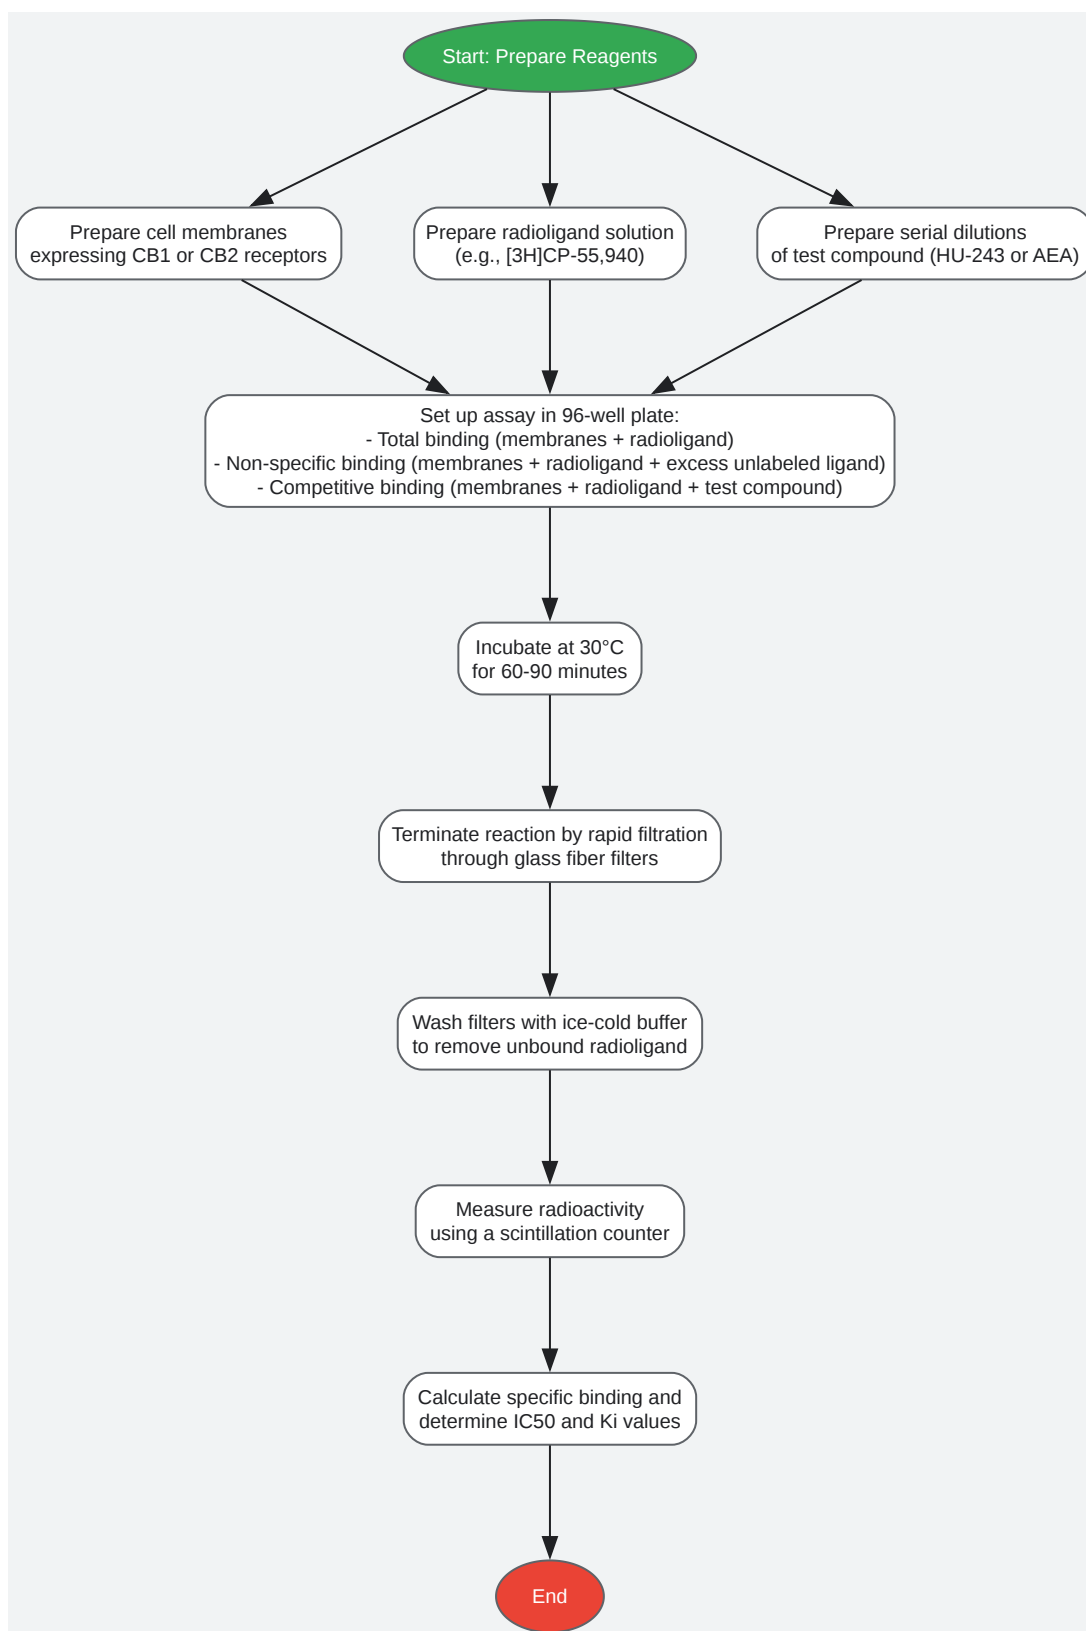 Start: Prepare Reagents
Prepare cell membranes
expressing CB1 or CB2 receptors
Prepare radioligand solution
(e.g., [3H]CP-55,940)
Prepare serial dilutions
of test compound (HU-243 or AEA)
Set up assay in 96-well plate:
- Total binding (membranes + radioligand)
- Non-specific binding (membranes + radioligand + excess unlabeled ligand)
- Competitive binding (membranes + radioligand + test compound)
Incubate at 30°C
for 60-90 minutes
Terminate reaction by rapid filtration
through glass fiber filters
Wash filters with ice-cold buffer
to remove unbound radioligand
Measure radioactivity
using a scintillation counter
Calculate specific binding and
determine IC50 and Ki values
End